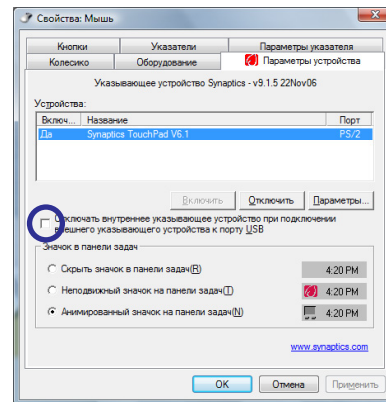 Свойства: Мышь
Кнопки Указатели Параметры указателя
Колесико Оборудование Параметры устройства
Указывающее устройство Synaptics - v9.1.5 22Nov06
Устройства:
Включ... Название Порт
Да Synaptics TouchPad V6.1 PS/2
Включить Отключить Параметры...
Отключать внутреннее указывающее устройство при подключении
внешнего указывающего устройства к порту USB
Значок в панели задач
Скрыть значок в панели задач(R) 4:20 PM
Неподвижный значок на панели задач(T) 4:20 PM
Анимированный значок на панели задач(N) 4:20 PM
www.synaptics.com
OK Отмена Применить